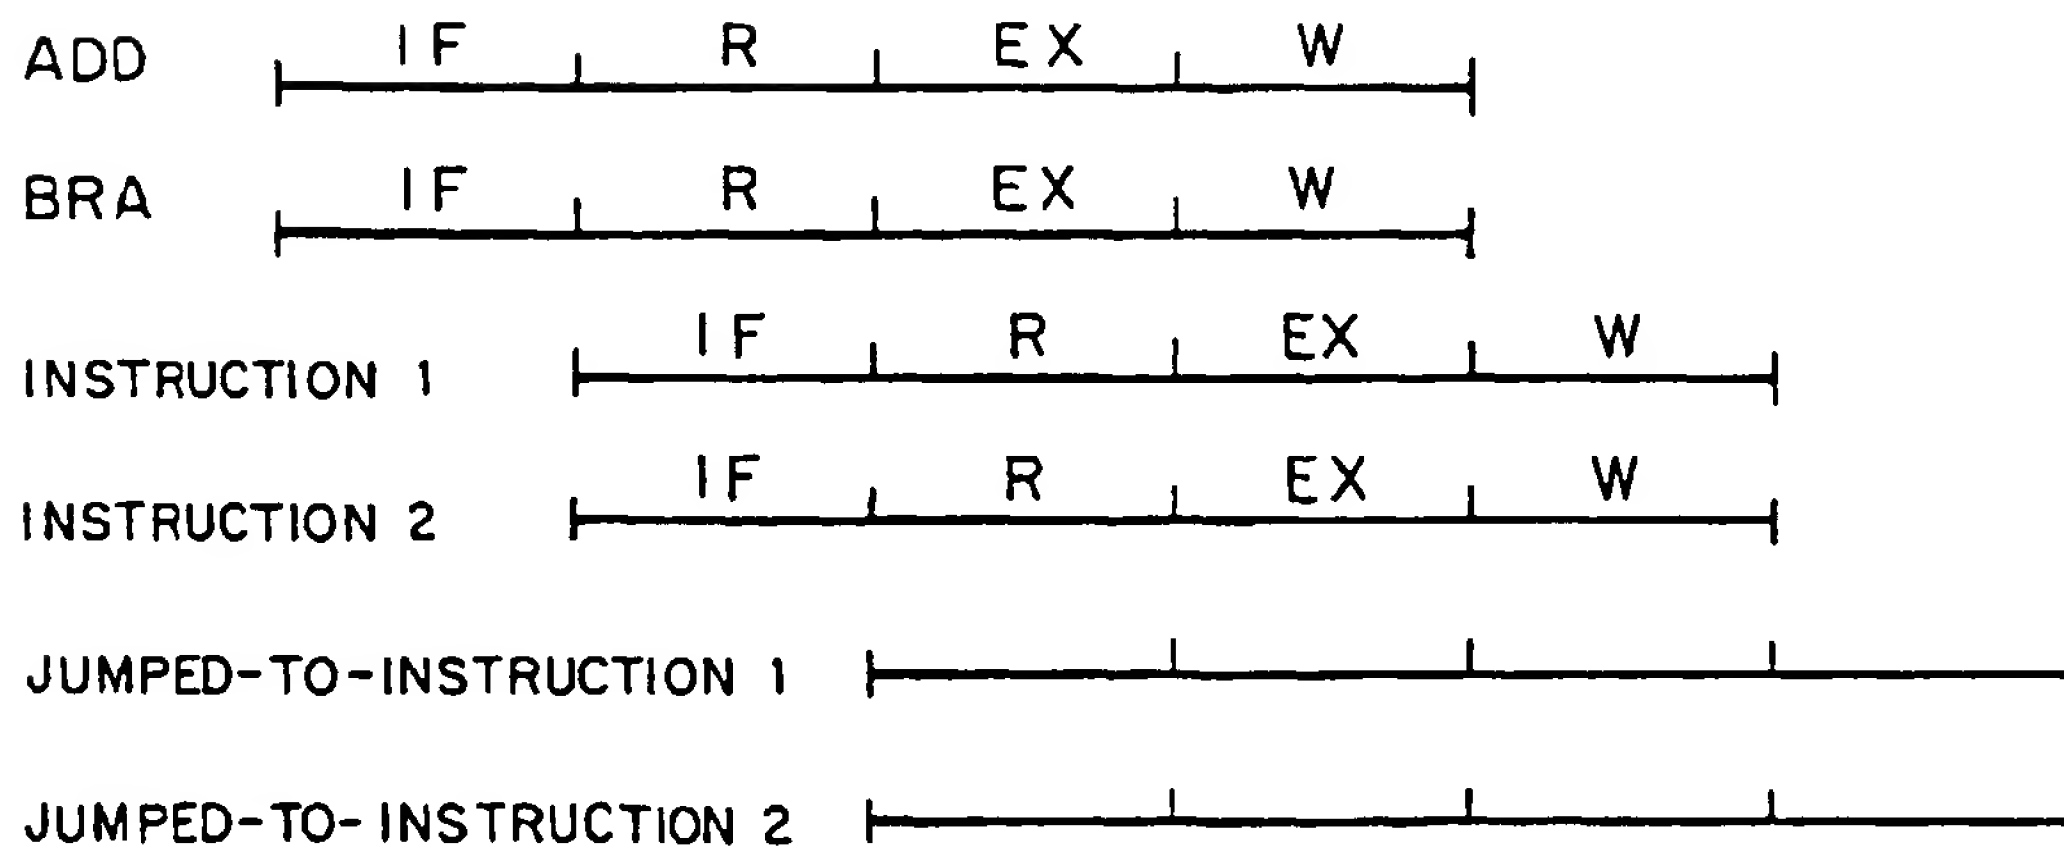 ADD IF R EX W
BRA IF R EX W
INSTRUCTION 1 IF R EX W
INSTRUCTION 2 IF R EX W
JUMPED-TO-INSTRUCTION 1
JUMPED-TO-INSTRUCTION 2